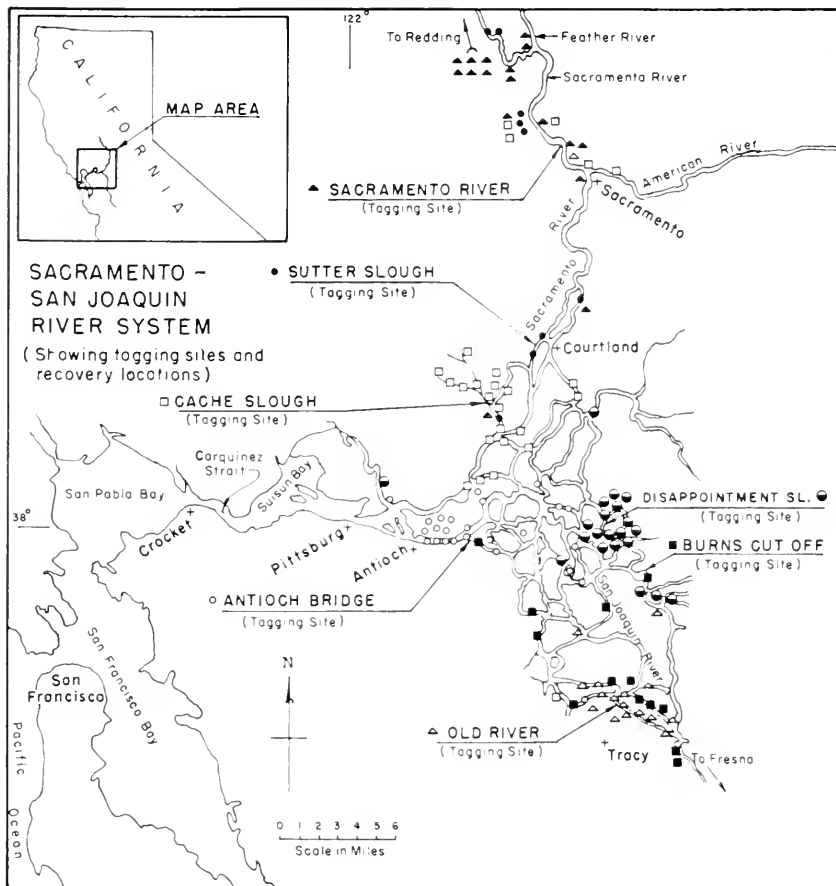 CALIFORNIA
MAP AREA
122°
To Redding
Feather River
Sacramento River
American River
SACRAMENTO RIVER
(Tagging Site)
Sacramento
SACRAMENTO –
SAN JOAQUIN
RIVER SYSTEM
(Showing tagging sites and
recovery locations)
SUTTER SLOUGH
(Tagging Site)
Sacramento River
Courtland
CACHE SLOUGH
(Tagging Site)
Carquinez
Strait
San Pablo Bay
Suisun Bay
38°
Crocket
Pittsburg
Antioch
DISAPPOINTMENT SL.
(Tagging Site)
BURNS CUT OFF
(Tagging Site)
ANTIOCH BRIDGE
(Tagging Site)
San Joaquin River
San Francisco Bay
San
Francisco
N
OLD RIVER
(Tagging Site)
Tracy
To Fresno
Pacific
Ocean
0 1 2 3 4 5 6
Scale in Miles